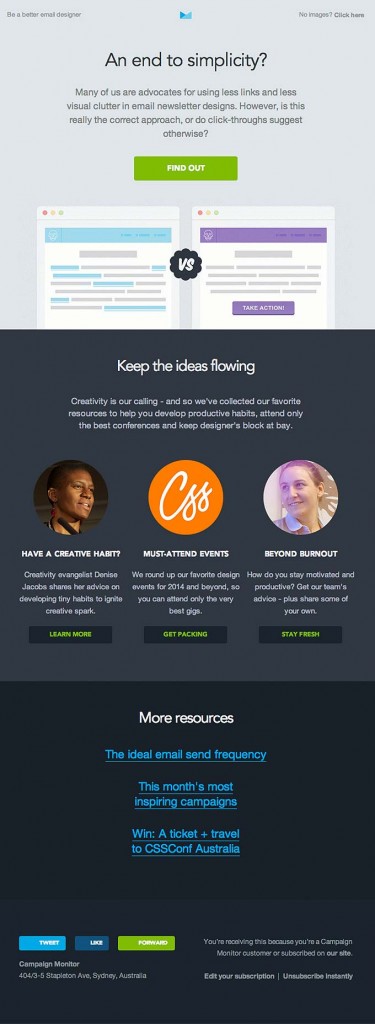 Be a better email designer
No images? Click here
An end to simplicity?
Many of us are advocates for using less links and less
visual clutter in email newsletter designs. However, is this
really the correct approach, or do click-throughs suggest
otherwise?
FIND OUT
VS
TAKE ACTION!
Keep the ideas flowing
Creativity is our calling - and so we've collected our favorite
resources to help you develop productive habits, attend only
the best conferences and keep designer's block at bay.
Css
HAVE A CREATIVE HABIT?
Creativity evangelist Denise
Jacobs shares her advice on
developing tiny habits to ignite
creative spark.
LEARN MORE
MUST-ATTEND EVENTS
We round up our favorite design
events for 2014 and beyond, so
you can attend only the very
best gigs.
GET PACKING
BEYOND BURNOUT
How do you stay motivated and
productive? Get our team's
advice - plus share some of
your own.
STAY FRESH
More resources
The ideal email send frequency
This month's most
inspiring campaigns
Win: A ticket + travel
to CSSConf Australia
TWEET
LIKE
FORWARD
Campaign Monitor
404/3-5 Stapleton Ave, Sydney, Australia
You're receiving this because you're a Campaign
Monitor customer or subscribed on our site.
Edit your subscription | Unsubscribe instantly